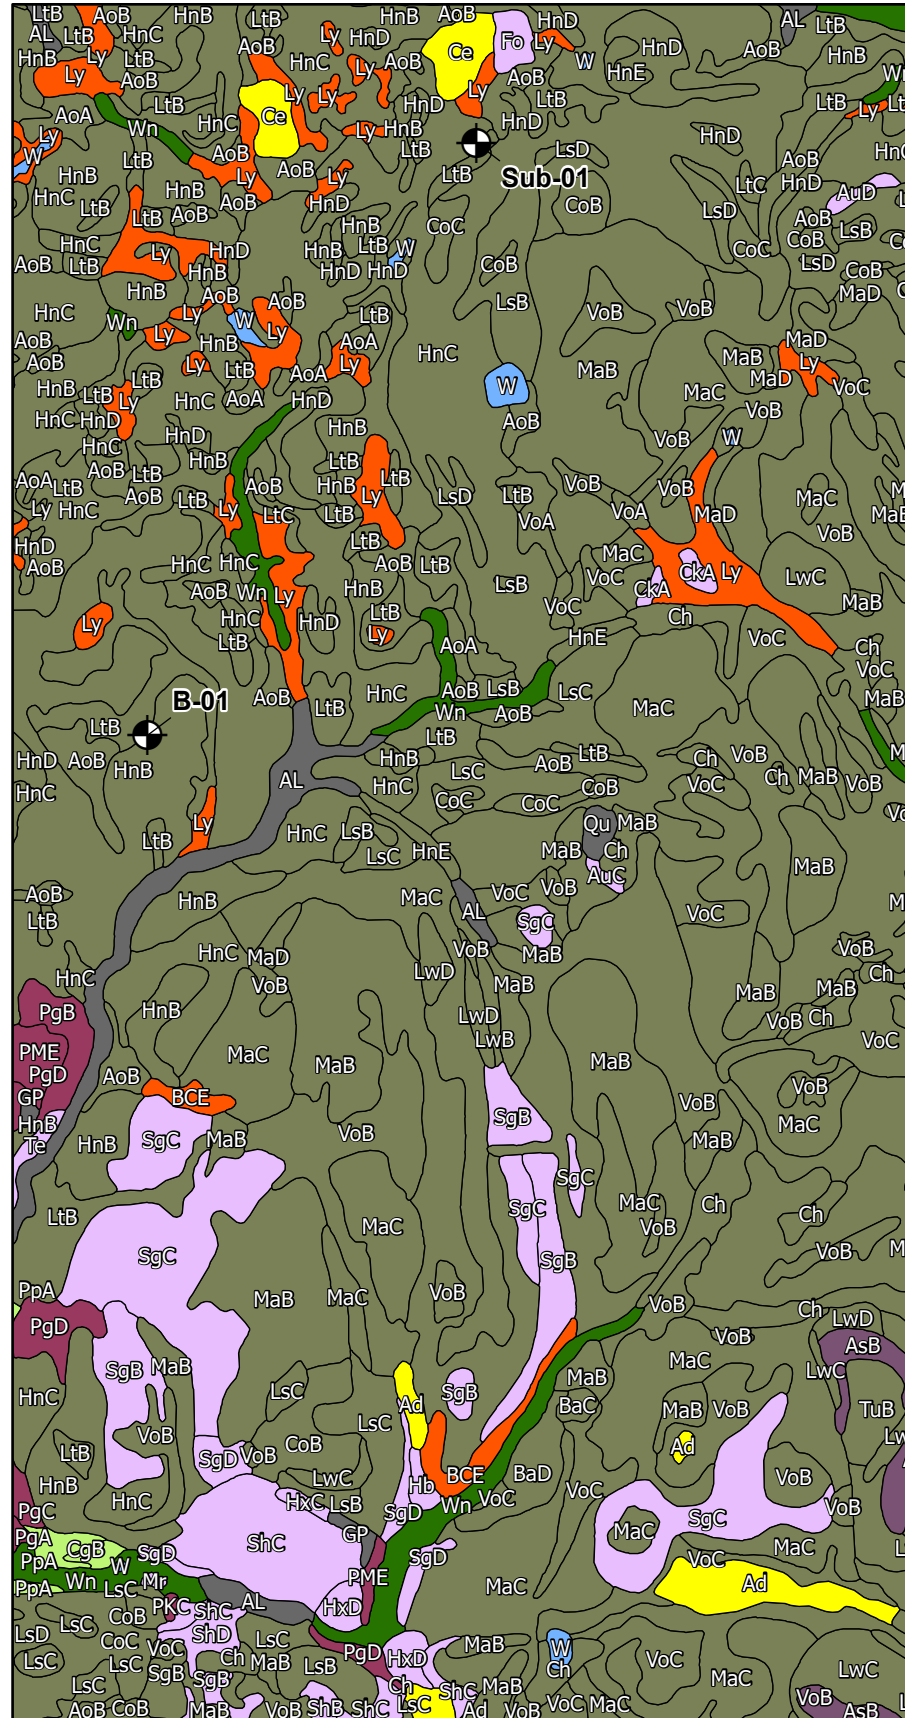 LtB HnB AoB HnD AL LtB
AL LtB HnC LtB Ly HnD Ce Fo Ly HnD AoB HnB
HnB Ly LtB HnC Ly AoB W HnE Wn
Ly AoB Ly Ly AoB
AoA LtB Ce HnD Ly LtB LtB Ly
Wn HnC Ly HnB HnD HnD
Ly W LtB AoB AoB LtB LsD AoB
HnB HnB Ly Ly LtB Sub-01 LtC HnD
HnC LtB LtB AoB AoB HnD CoB LsD AuD
HnC Ly HnD HnB LtB W CoC AoB LsB
AoB LtB HnB HnB HnD HnD CoB CoC CoB LsD CoB
HnC HnB AoB AoB LtB LsB VoB VoB MaD
AoB Wn Ly Ly W Ly HnB AoA HnC MaD
AoB Ly LtB AoA Ly W MaB MaB MaD Ly VoC
HnB LtB LtB Ly HnC AoA HnD AoB MaC VoB
HnC HnD HnC HnD HnB VoB W
AoB LtB HnB LtB LtB VoB VoB
AoA LtB AoB LtB AoB HnB Ly LsD LtB MaC
Ly HnC Ly LtC LtB VoA VoA MaD VoB MaB
HnD LtB MaC
AoB HnC HnC AoB LtB LsB VoC CkA CkA Ly LwC
AoB Wn Ly HnB VoC Ch MaB
Ly HnC HnD LtB Ly AoA HnE VoC Ch
LtB VoC
B-01 AoB LtB HnC AoB LsB LsC MaC MaB
LtB Wn AoB
HnD AoB HnB LtB HnB AoB LtB Ch VoB
HnC AL HnC LsC CoB VoC Ch MaB VoB
CoC CoC
LtB Ly HnC LsB Qu MaB
LsC HnE MaB Ch MaB
AoB HnB MaC VoC VoB AuC
LtB AL SgC VoC
HnC MaD VoB MaB VoB
HnC VoB LwD MaB MaB MaB Ch
PgB HnB LwD VoB Ch
PME MaC MaB LwB MaB VoC
PgD AoB
GP BCE SgB VoB VoB
HnB SgC MaB VoB MaB MaC
Te HnB SgC
LtB MaC SgC MaC VoB Ch Ch
SgC SgB VoB
PpA MaB MaC VoB VoB Ch LwD
PgD VoB AsB
SgB MaB SgB MaB MaC LwC
HnC LsC Ad BaC MaB VoB TuB
VoB LsC
LtB SgD VoB CoB Ad
HnB LwC Hb BCE BaD VoB
HnC HxC LsB SgD Wn VoC VoC VoB
PgC GP SgC
PgA CgB ShC MaC MaC
PpA W SgD SgD VoC
PpA Wn LsC Mr PME MaC Ad
CoB PKC ShC AL HxD
LsD LsC CoC VoC ShD LsC PgD HxD MaB W
LsC LsC SgB Ch MaB LsB Ch VoC LwC
LsC SgB Ch ShC MaB MaC
AoB CoB MaB VoB ShB ShC LsC Ad VoB VoC MaC VoB AsB